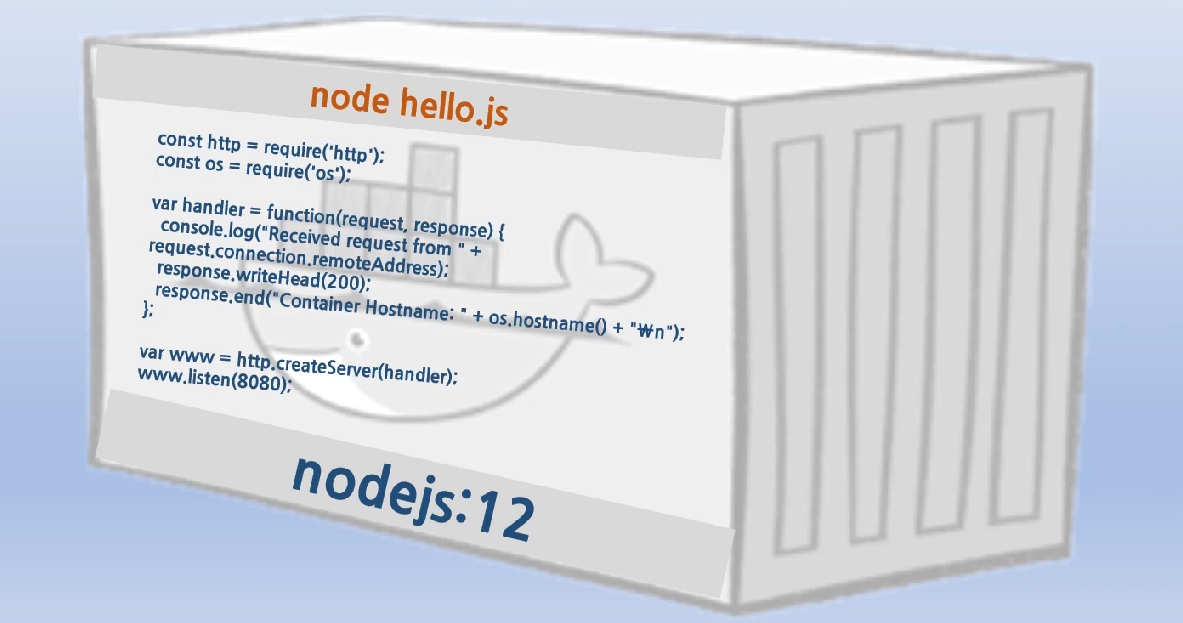 node hello.js
const http = require('http');
const os = require('os');
var handler = function(request, response) {
console.log("Received request from " +
request.connection.remoteAddress);
response.writeHead(200);
response.end("Container Hostname: " + os.hostname() + "₩n");
};
var www = http.createServer(handler);
www.listen(8080);
nodejs:12